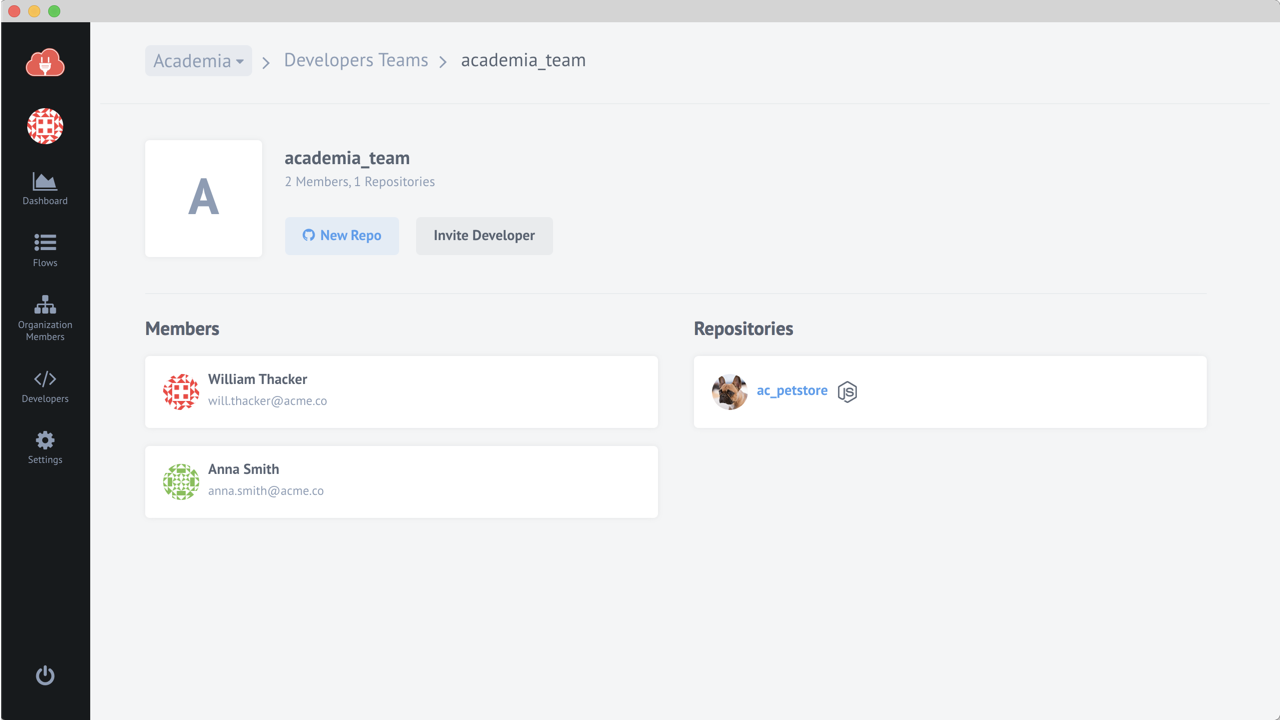 Academia
Developers Teams
academia_team
Dashboard
Flows
Organization
Members
Developers
Settings
A
academia_team
2 Members, 1 Repositories
New Repo
Invite Developer
Members
William Thacker
will.thacker@acme.co
Anna Smith
anna.smith@acme.co
Repositories
ac_petstore
JS